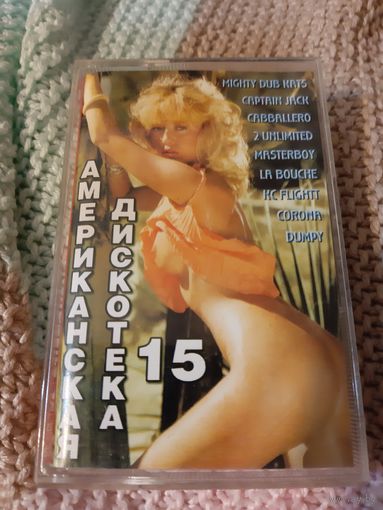 MIGHTY DUB KATS
CAPTAIN JACK
CABBALLERO
2 UNLIMITED
MASTERBOY
LA BOUCHE
KC FLIGHTT
CORONA
DUMPY
АМЕРИКАНСКАЯ
ДИСКОТЕКА
15